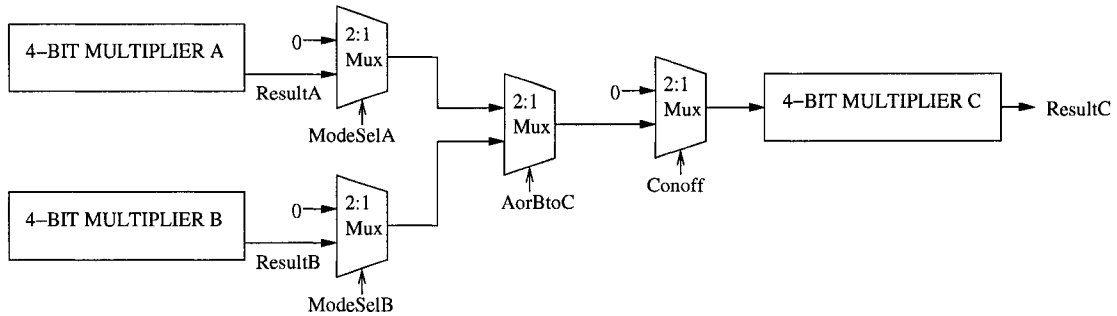 4-BIT MULTIPLIER A
0
2:1
Mux
ResultA
ModeSelA
2:1
Mux
AorBtoC
0
2:1
Mux
Conoff
4-BIT MULTIPLIER C
ResultC
4-BIT MULTIPLIER B
0
2:1
Mux
ResultB
ModeSelB